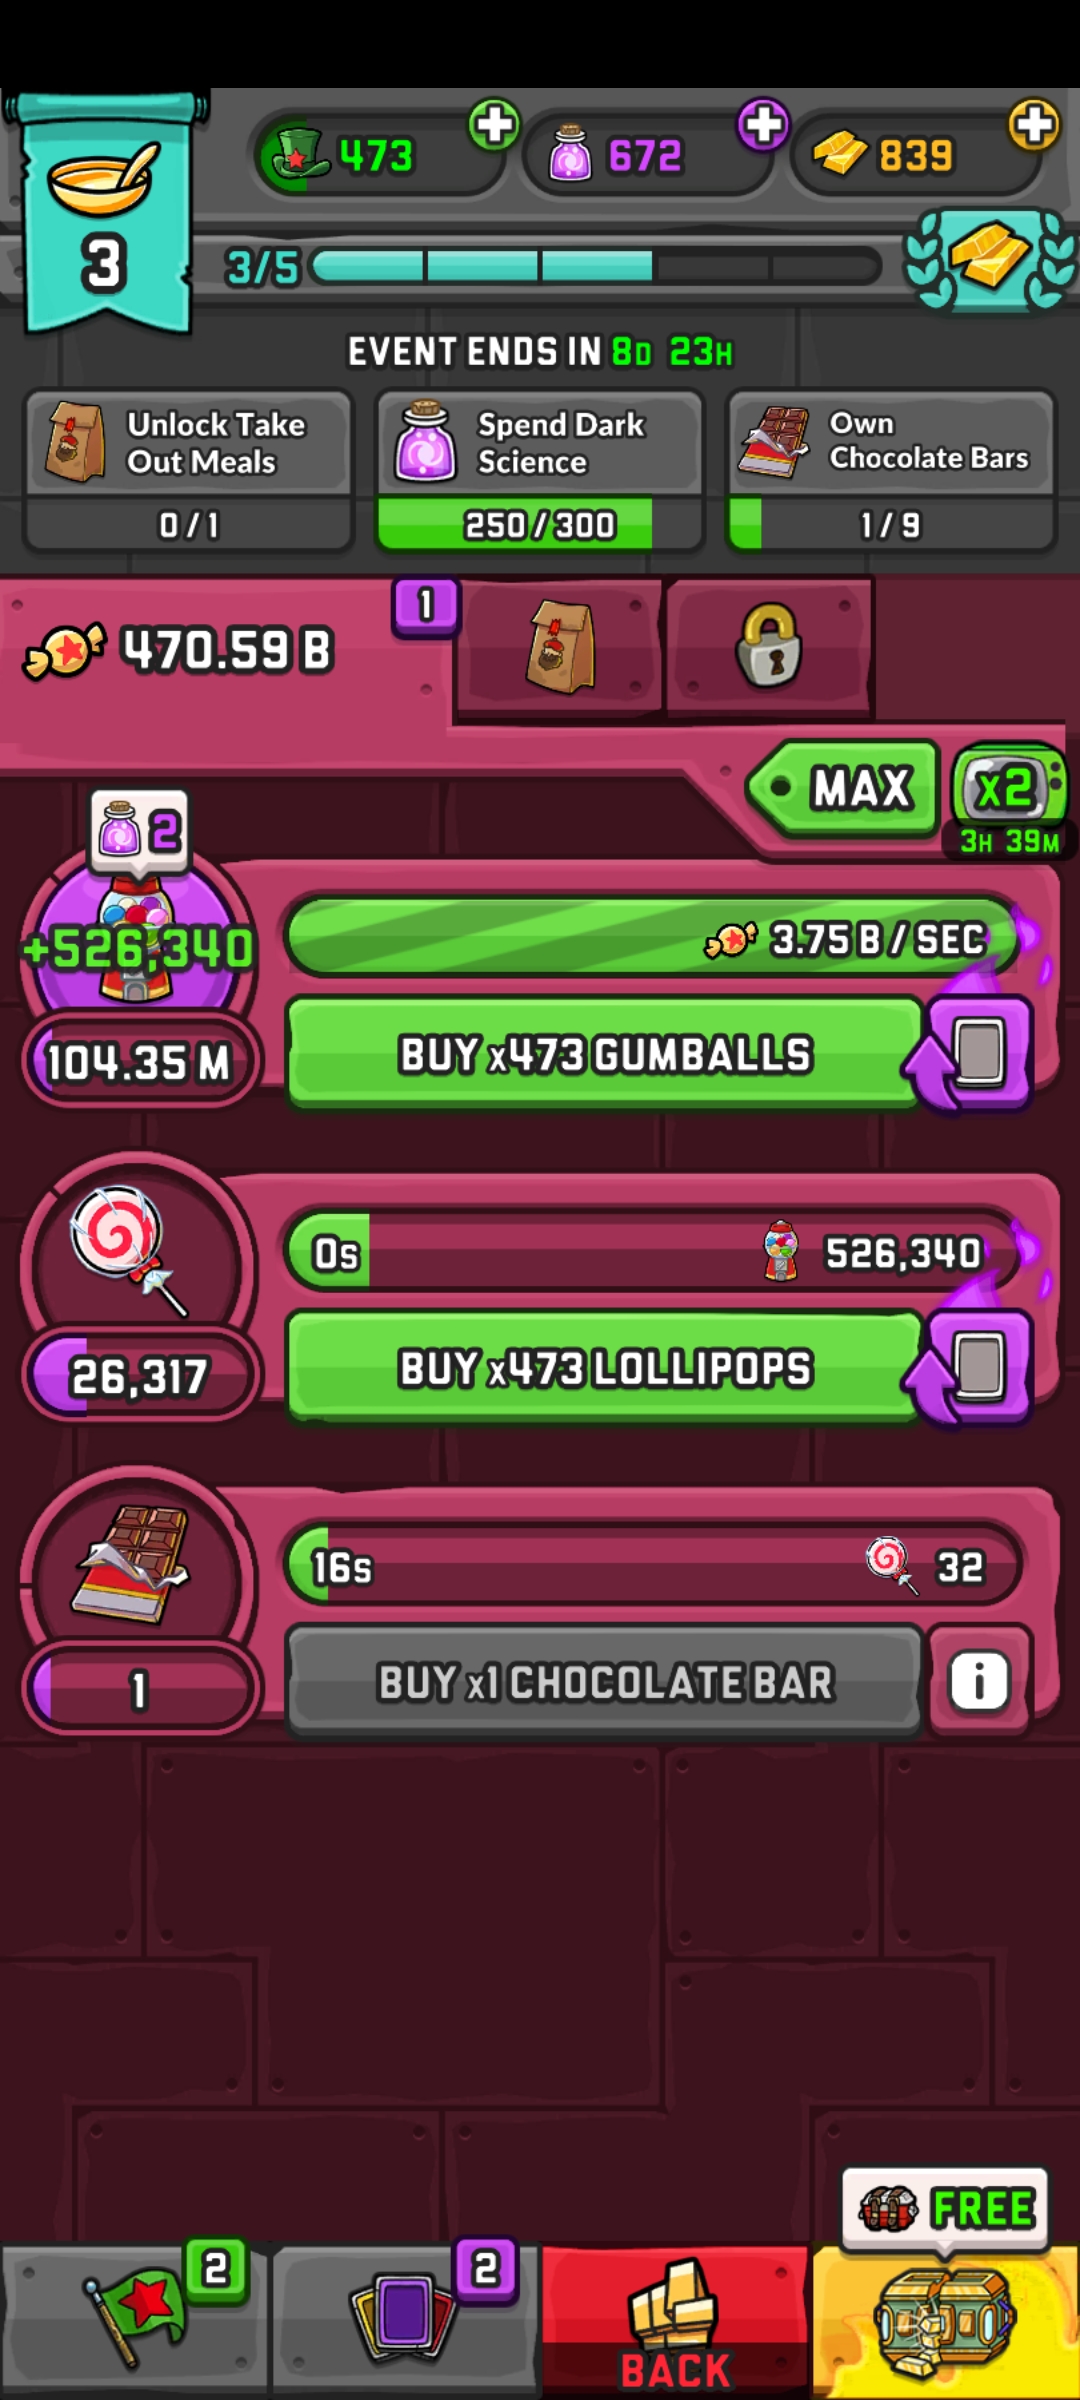 473
672
839
3
3/5
EVENT ENDS IN 8D 23H
Unlock Take
Out Meals
0/1
Spend Dark
Science
250/300
Own
Chocolate Bars
1/9
470.59 B
1
MAX
x2
3H 39M
2
+526,340
3.75 B / SEC
104.35 M
BUY x473 GUMBALLS
0s
526,340
26,317
BUY x473 LOLLIPOPS
16s
32
1
BUY x1 CHOCOLATE BAR
i
FREE
2
2
BACK